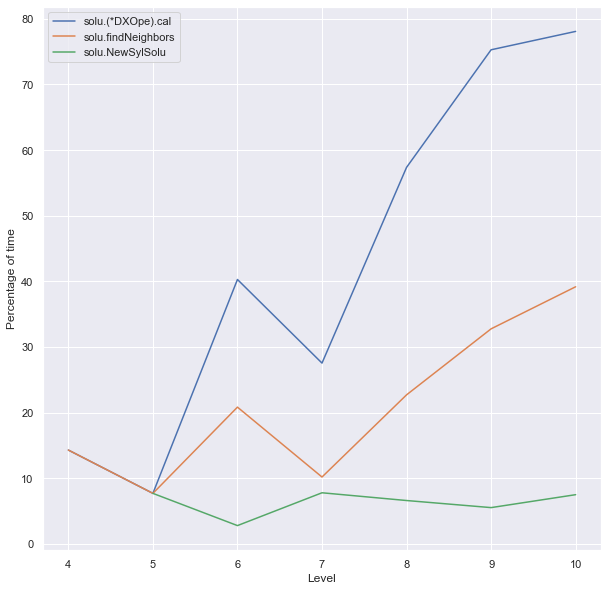 solu.(*DXOpe).cal
solu.findNeighbors
solu.NewSylSolu
80
70
60
50
40
30
20
10
0
Percentage of time
4 5 6 7 8 9 10
Level